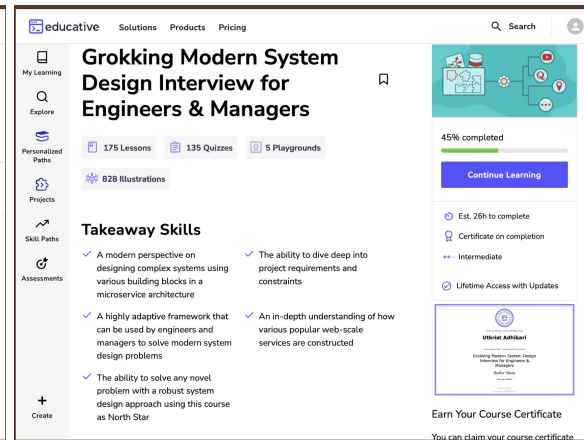 educative
Solutions Products Pricing
Search
My Learning
Explore
Personalized
Paths
Projects
Skill Paths
Assessments
Create
Grokking Modern System
Design Interview for
Engineers & Managers
175 Lessons
135 Quizzes
5 Playgrounds
828 Illustrations
Takeaway Skills
A modern perspective on
designing complex systems using
various building blocks in a
microservice architecture
The ability to dive deep into
project requirements and
constraints
A highly adaptive framework that
can be used by engineers and
managers to solve modern system
design problems
An in-depth understanding of how
various popular web-scale
services are constructed
The ability to solve any novel
problem with a robust system
design approach using this course
as North Star
45% completed
Continue Learning
Est. 26h to complete
Certificate on completion
Intermediate
Lifetime Access with Updates
Utkrist Adhikari
Grokking Modern System Design
Interview for Engineers &
Managers
Earn Your Course Certificate
You can claim your course certificate